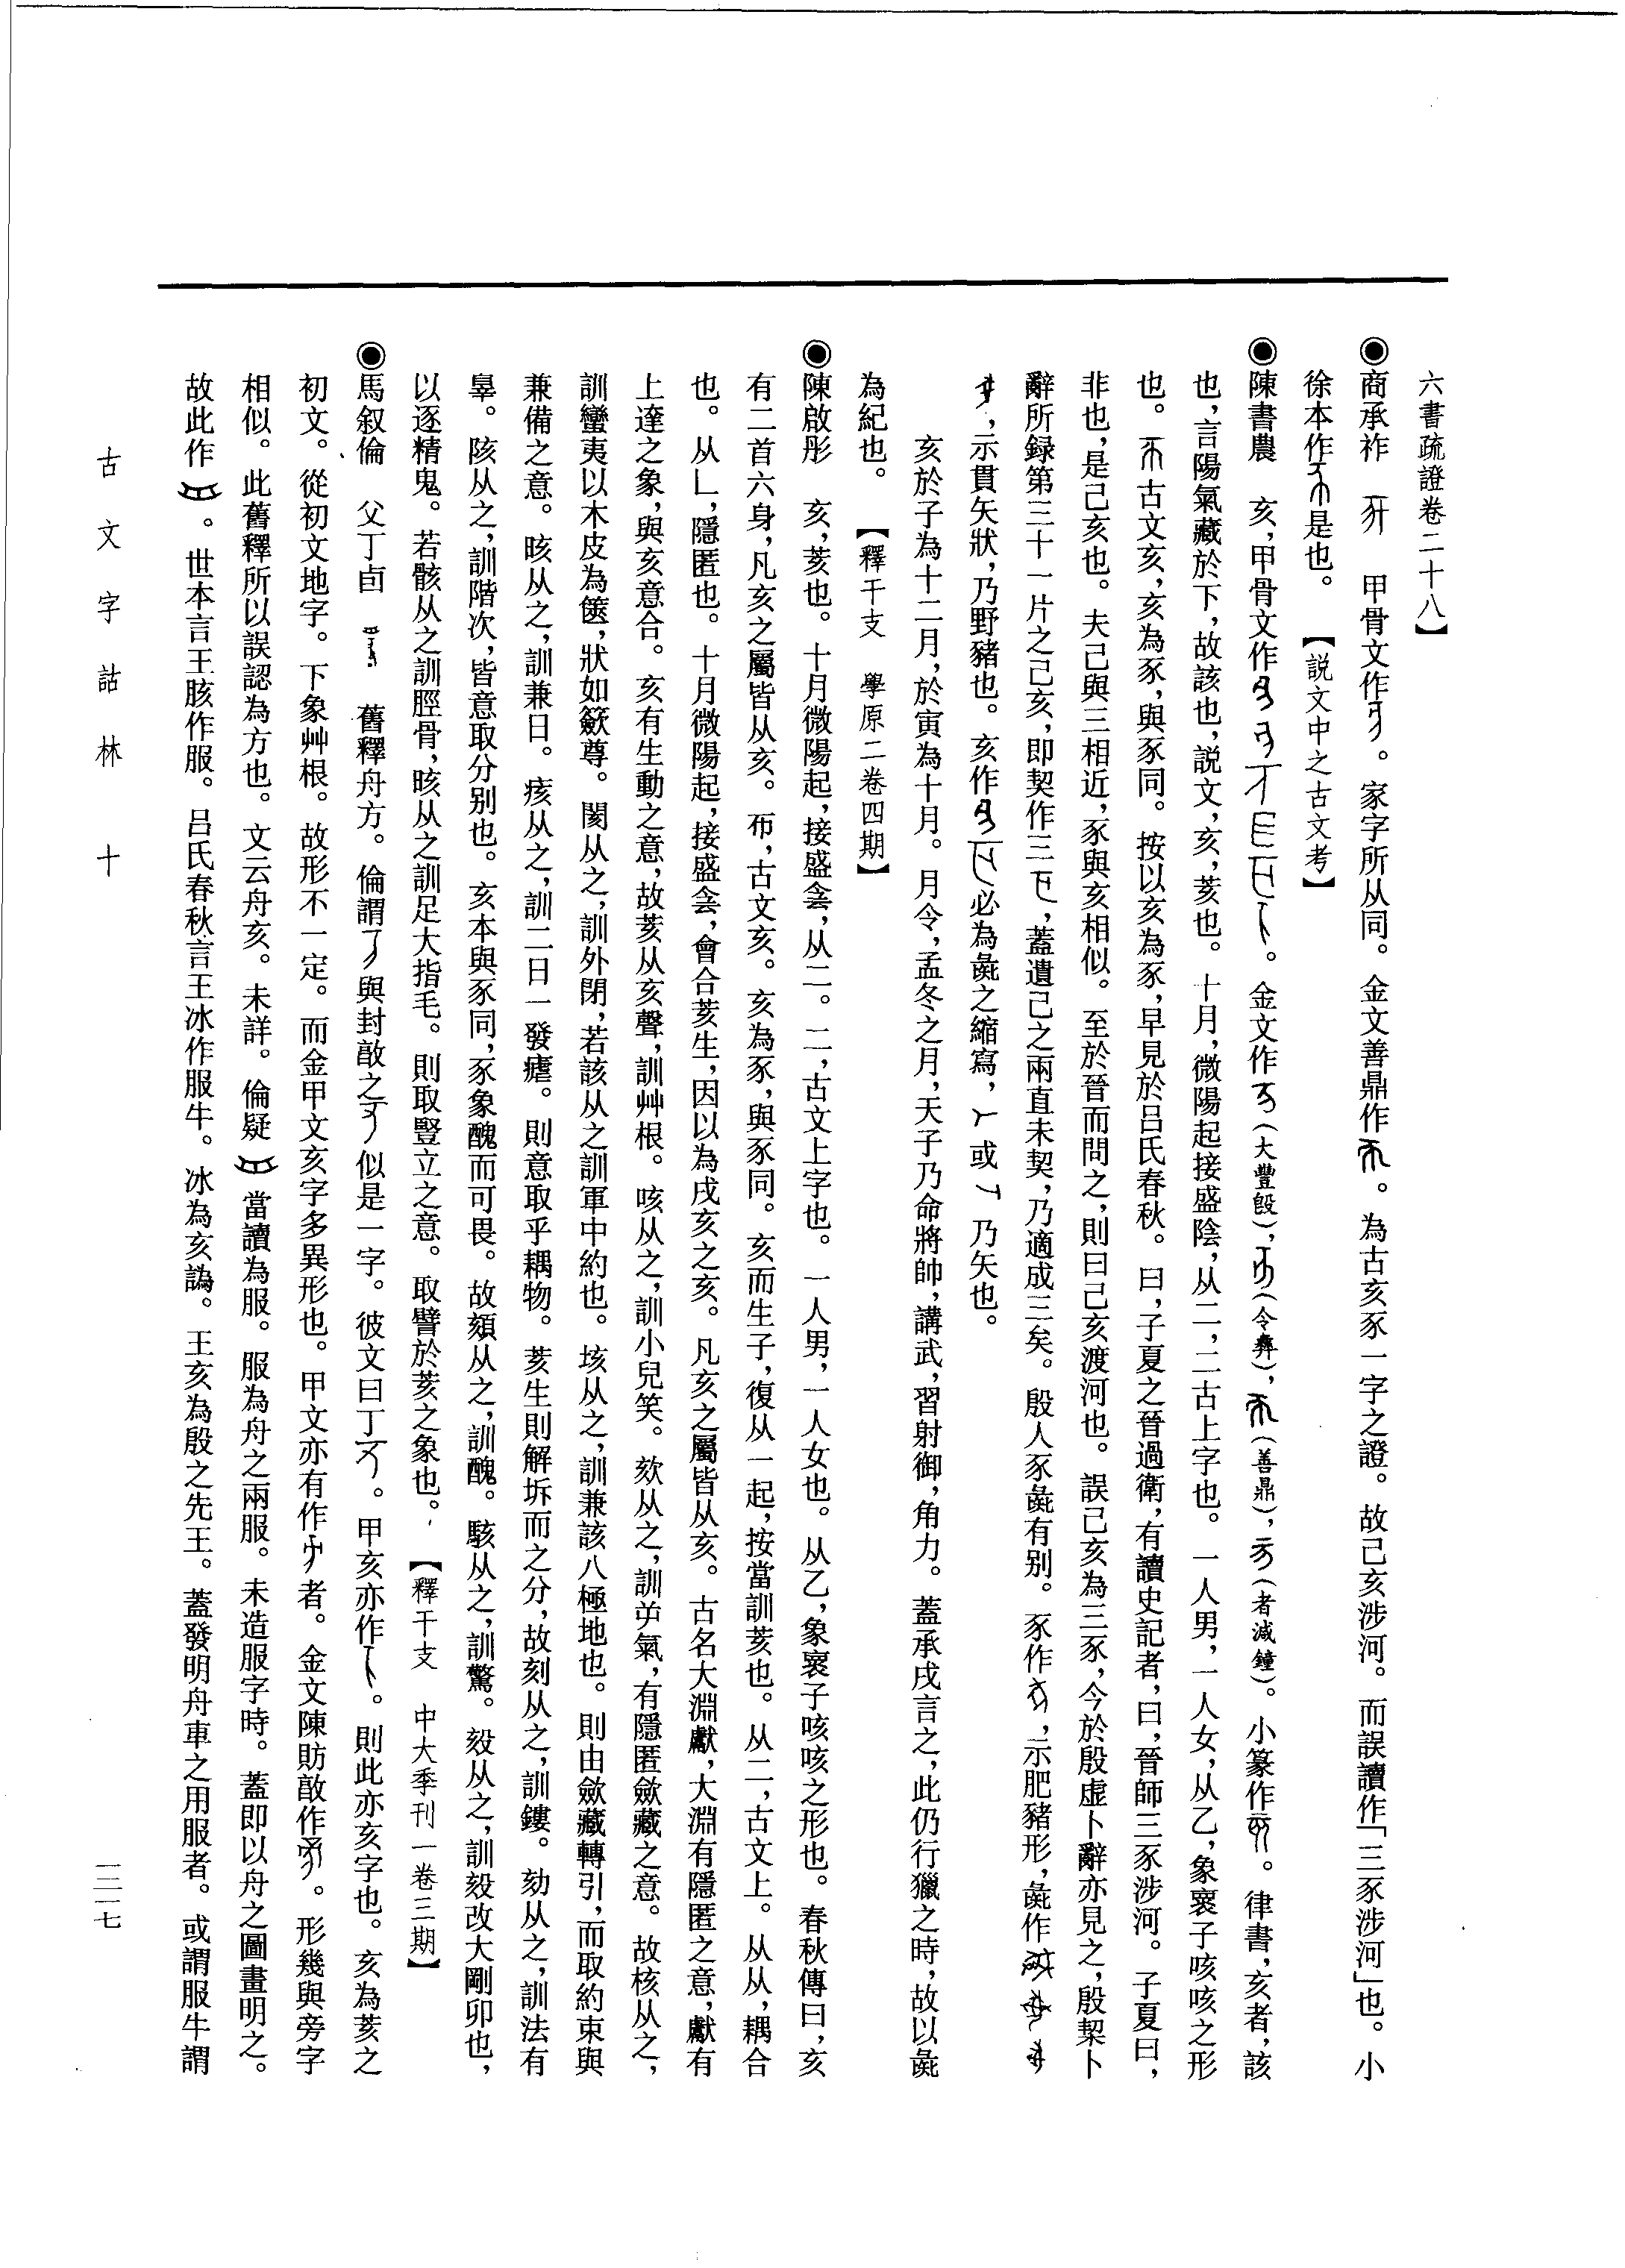 六書疏證卷二十八】
◉商承祚　甲骨文作。家字所从同。金文善鼎作。為古亥豕一字之證。故己亥涉河。而誤讀作「三豕涉河」也。小
徐本作是也。【説文中之古文考】
◉陳書農　亥，甲骨文作。金文作（大豐毁），（令彝），（善鼎），（者減鐘）。小篆作。律書，亥者，該
也，言陽氣藏於下，故該也，説文，亥，荄也。十月，微陽起接盛陰，从二，二古上字也。一人男，一人女，从乙，象褢子咳咳之形
也。古文亥，亥為豕，與豕同。按以亥為豕，早見於吕氏春秋。曰，子夏之晉過衛，有讀史記者，曰，晉師三豕涉河。子夏曰，
非也，是己亥也。夫己與三相近，豕與亥相似。至於晉而問之，則曰己亥渡河也。誤己亥為三豕，今於殷虚卜辭亦見之，殷栔卜
辭所録第三十一片之己亥，即契作三，蓋遺己之兩直未契，乃適成三矣。殷人豕彘有别。豕作，示肥豬形，彘作
，示貫矢狀，乃野豬也。亥作必為彘之縮寫，或乃矢也。
亥於子為十二月，於寅為十月。月令，孟冬之月，天子乃命將帥，講武，習射御，角力。蓋承戌言之，此仍行獵之時，故以彘
為紀也。【釋干支　學原二卷四期】
◉陳啟彤　亥，荄也。十月微陽起，接盛侌，从二。二，古文上字也。一人男，一人女也。从乙，象褢子咳咳之形也。春秋傳曰，亥
有二首六身，凡亥之屬皆从亥。，古文亥。亥為豕，與豕同。亥而生子，復从一起，按當訓荄也。从二，古文上。从从，耦合
也。从乚，隱匿也。十月微陽起，接盛侌，會合荄生，因以為戌亥之亥。凡亥之屬皆从亥。古名大淵獻，大淵有隱匿之意，獻有
上達之象，與亥意合。亥有生動之意，故荄从亥聲，訓艸根。咳从之，訓小兒笑。欬从之，訓屰氣，有隱匿斂藏之意。故核从之，
訓蠻夷以木皮為篋，狀如籢尊。閡从之，訓外閉，若該从之訓軍中約也。垓从之，訓兼該八極地也。則由斂藏轉引，而取約束與
兼備之意。晐从之，訓兼日。痎从之，訓二日一發瘧。則意取乎耦物。荄生則解坼而之分，故刻从之，訓鏤。劾从之，訓法有
辠。陔从之，訓階次，皆意取分别也。亥本與豕同，豕象醜而可畏。故頦从之，訓醜。駭从之，訓驚。㱾从之，訓㱾改大剛卯也，
以逐精鬼。若骸从之訓脛骨，晐从之訓足大指毛。則取豎立之意。取譬於荄之象也。【釋干支　中大季刊一卷三期】
◉馬叙倫　父丁卣　舊釋舟方。倫謂與封敦之似是一字。彼文曰丁。甲亥亦作。則此亦亥字也。亥為荄之
初文。從初文地字。下象艸根。故形不一定。而金甲文亥字多異形也。甲文亦有作者。金文陳肪敦作。形幾與旁字
相似。此舊釋所以誤認為方也。文云舟亥。未詳。倫疑當讀為服。服為舟之兩服。未造服字時。蓋即以舟之圖畫明之。
故此作。世本言王胲作服。吕氏春秋言王冰作服牛。冰為亥譌。王亥為殷之先王。蓋發明舟車之用服者。或謂服牛謂
古文字詁林　十
一二一七